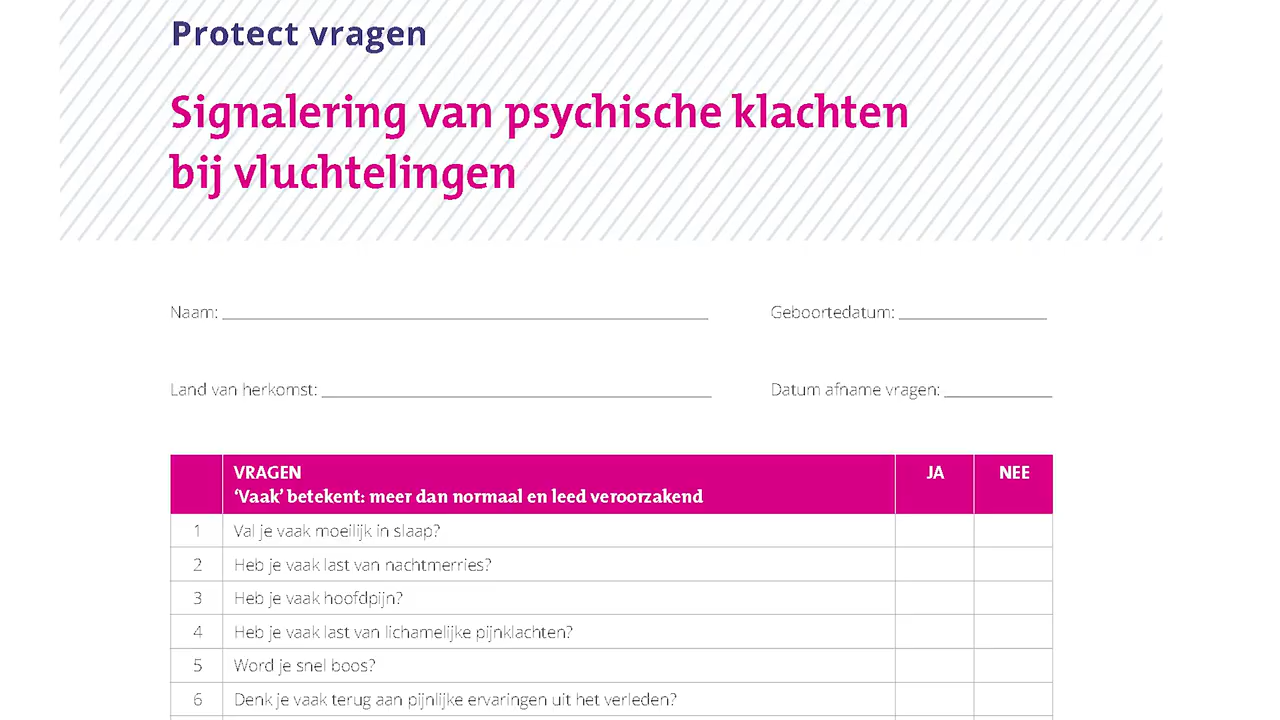 Protect vragen
Signalering van psychische klachten
bij vluchtelingen
Naam: Geboortedatum:
Land van herkomst: Datum afname vragen:
VRAGEN JA NEE
‘Vaak’ betekent: meer dan normaal en leed veroorzakend
1 Val je vaak moeilijk in slaap?
2 Heb je vaak last van nachtmerries?
3 Heb je vaak hoofdpijn?
4 Heb je vaak last van lichamelijke pijnklachten?
5 Word je snel boos?
6 Denk je vaak terug aan pijnlijke ervaringen uit het verleden?